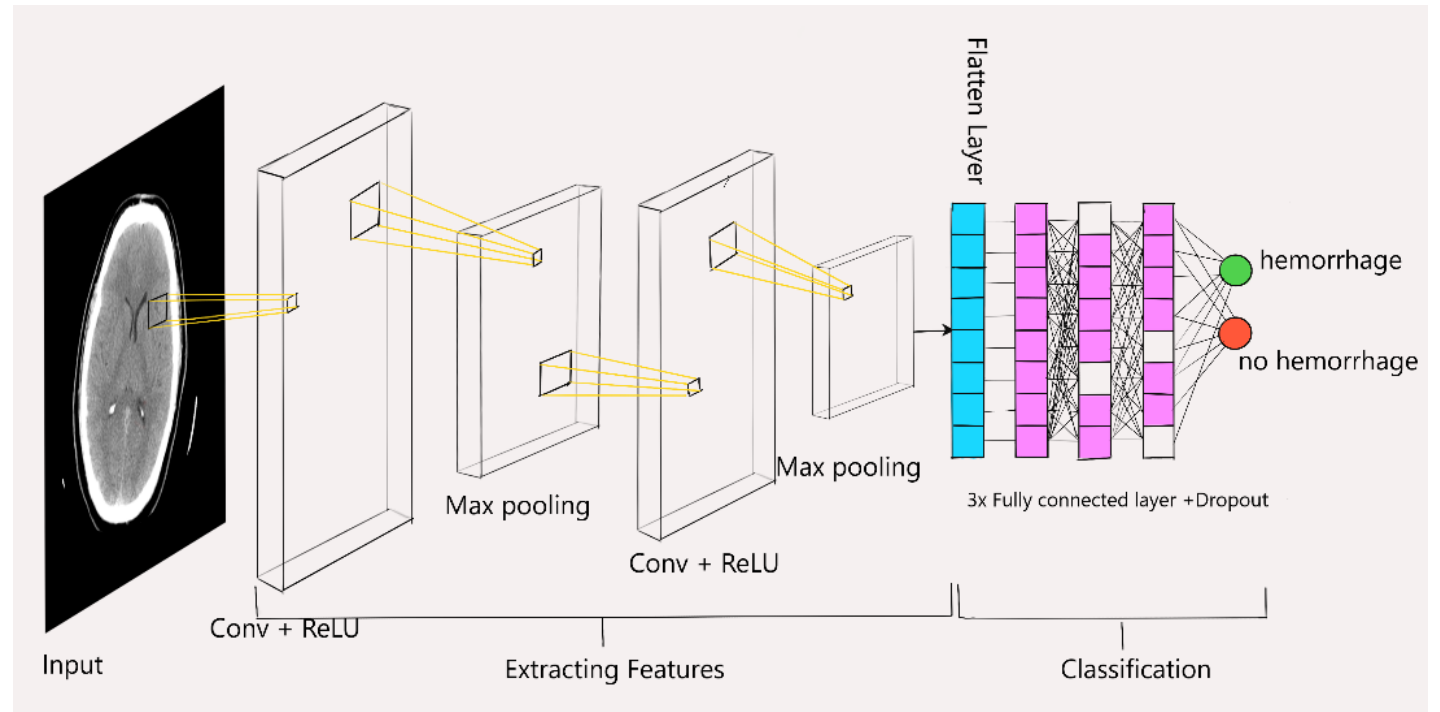 Flatten Layer
hemorrhage
no hemorrhage
Max pooling
Max pooling
3x Fully connected layer +Dropout
Conv + ReLU
Conv + ReLU
Input
Extracting Features
Classification